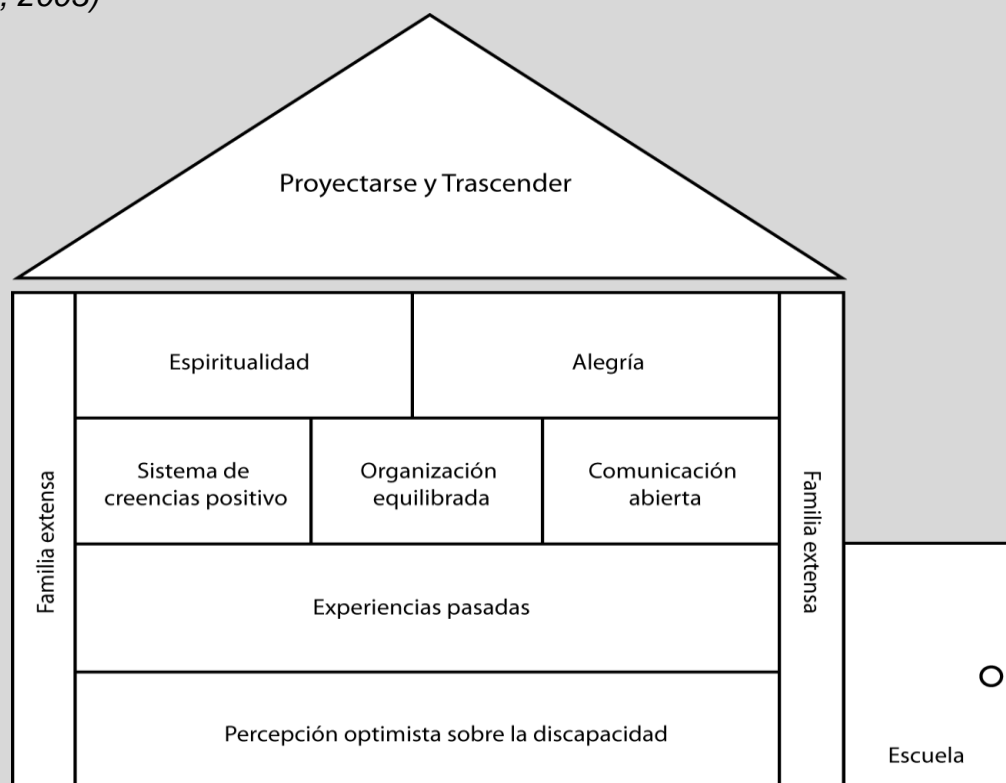 , 2008)
Proyectarse y Trascender
Espiritualidad
Alegría
Sistema de
creencias positivo
Organización
equilibrada
Comunicación
abierta
Familia extensa
Familia extensa
Experiencias pasadas
Percepción optimista sobre la discapacidad
Escuela